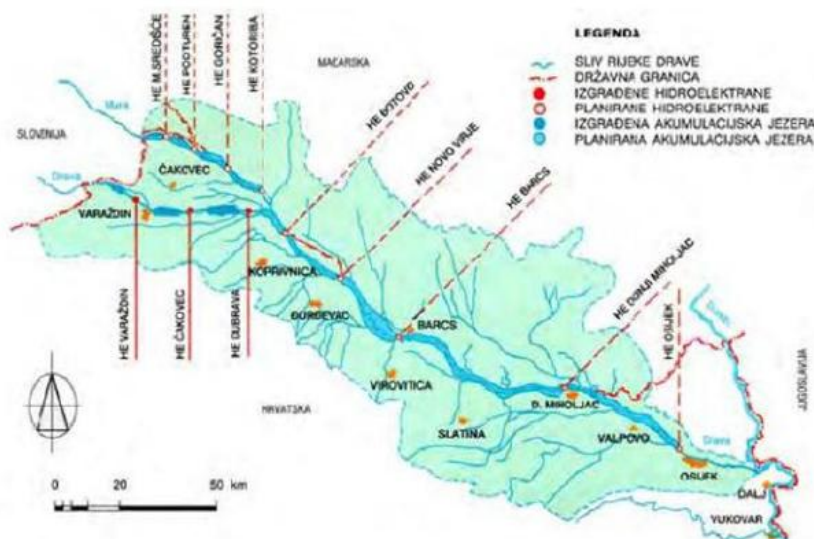 LEGENDA
SLIV RIJEKE DRAVE
DRŽAVNA GRANICA
IZGRAĐENE HIDROELEKTRANE
PLANIRANE HIDROELEKTRANE
IZGRAĐENA AKUMULACIJSKA JEZERA
PLANIRANA AKUMULACIJSKA JEZERA
HE M.SREDIŠĆE
HE PODTUREN
HE GORIČAN
HE KOTORIBA
MAĐARSKA
SLOVENIJA
Mura
Drava
ČAKOVEC
VARAŽDIN
HE NOVO VIRJE
HE BARCS
KOPRIVNICA
ĐURĐEVAC
BARCS
HE DONJI MIHOLJAC
HE OSIJEK
JUGOSLAVIJA
HE VARAŽDIN
HE ČAKOVEC
HE DUBRAVA
VIROVITICA
HRVATSKA
SLATINA
D. MIHOLJAC
VALPOVO
Drava
OSIJEK
DALJ
VUKOVAR
0 20 50
km